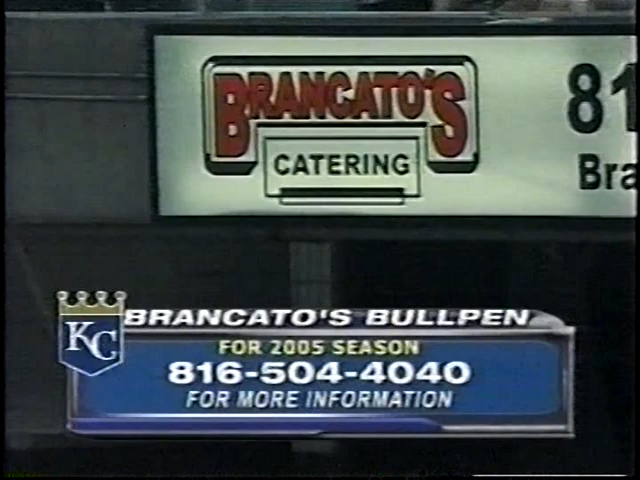 BRANCATO'S
CATERING
81
Bra
KC
BRANCATO'S BULLPEN
FOR 2005 SEASON
816-504-4040
FOR MORE INFORMATION